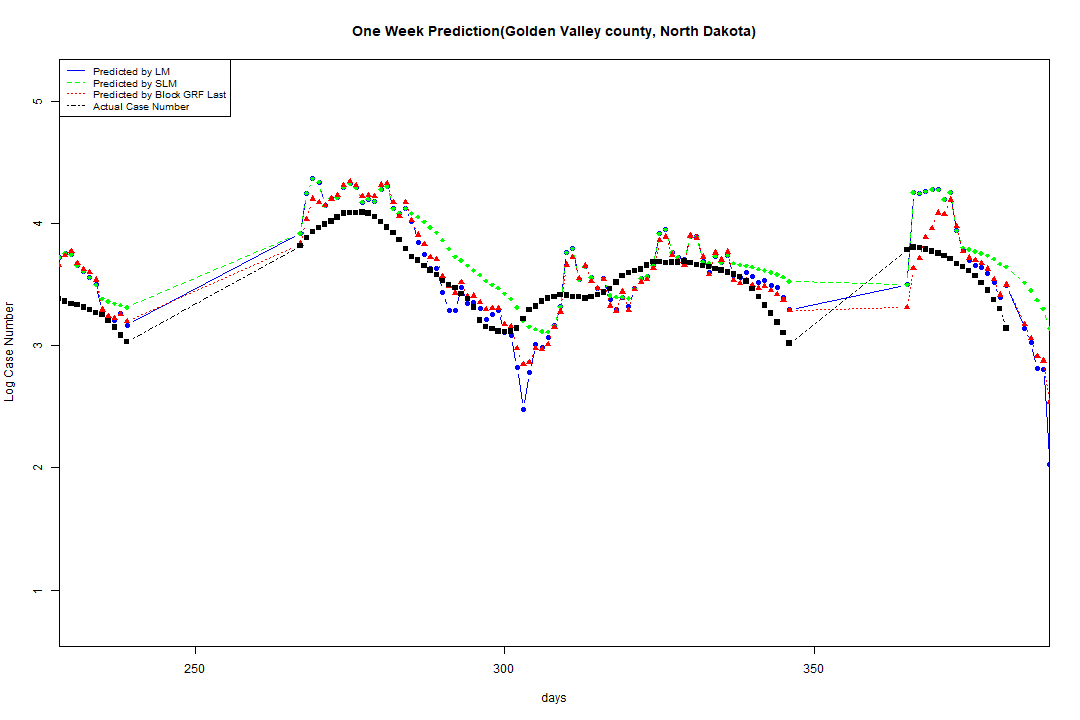 One Week Prediction(Golden Valley county, North Dakota)
Predicted by LM
Predicted by SLM
Predicted by Block GRF Last
Actual Case Number
5
4
3
2
1
Log Case Number
250 300 350
days